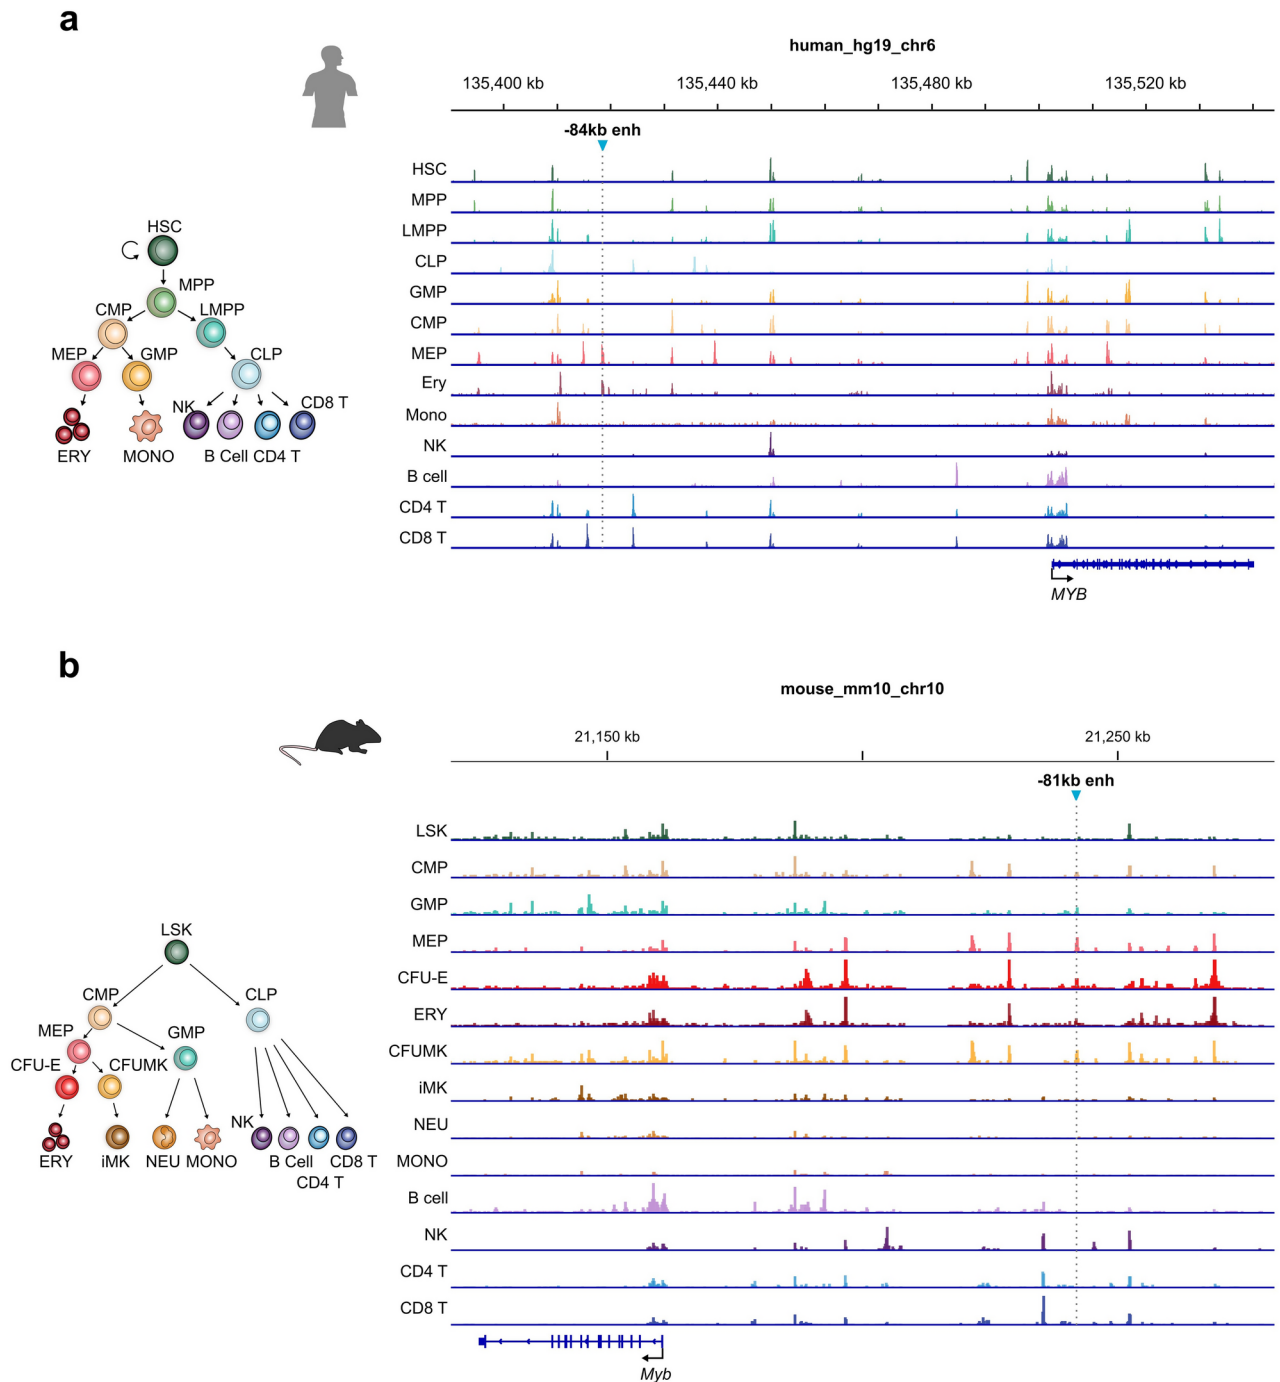 a
human_hg19_chr6
135,400 kb 135,440 kb 135,480 kb 135,520 kb
-84kb enh
HSC
MPP
LMPP
CLP
GMP
CMP
MEP
Ery
Mono
NK
B cell
CD4 T
CD8 T
MYB
HSC
MPP
CMP LMPP
MEP GMP CLP
NK CD8 T
ERY MONO B Cell CD4 T
b
mouse_mm10_chr10
21,150 kb 21,250 kb
-81kb enh
LSK
CMP
GMP
MEP
CFU-E
ERY
CFUMK
iMK
NEU
MONO
B cell
NK
CD4 T
CD8 T
Myb
LSK
CMP CLP
MEP GMP
CFU-E CFUMK
NK
ERY iMK NEU MONO B Cell CD8 T
CD4 T